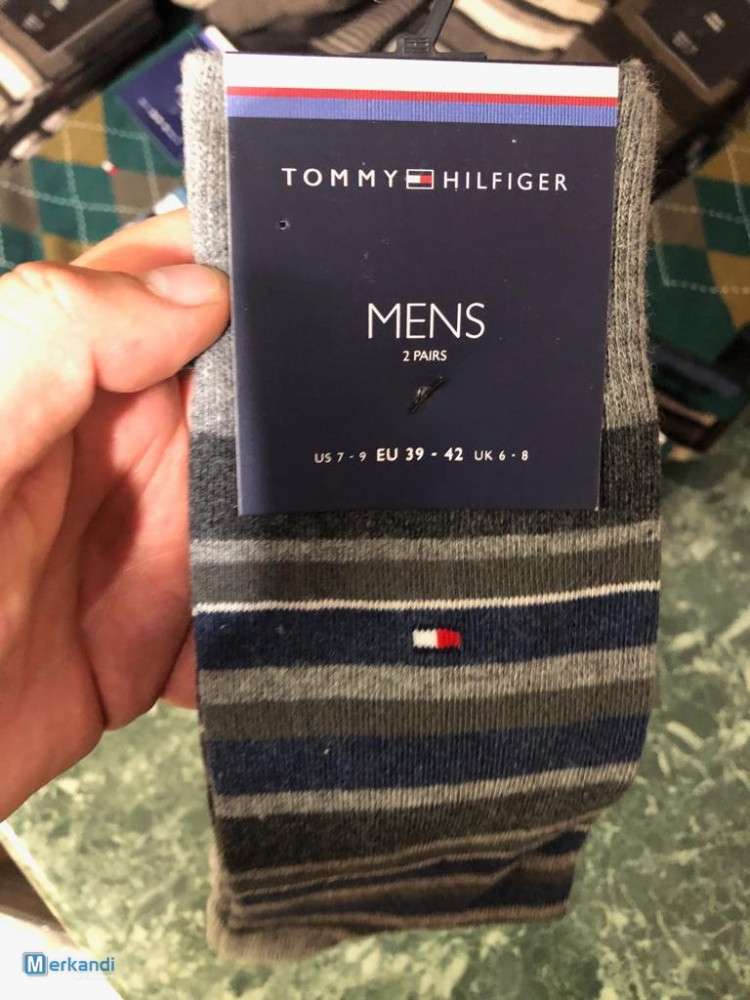 TOMMY HILFIGER
MENS
2 PAIRS
US 7 - 9 EU 39 - 42 UK 6 - 8
Merkandi